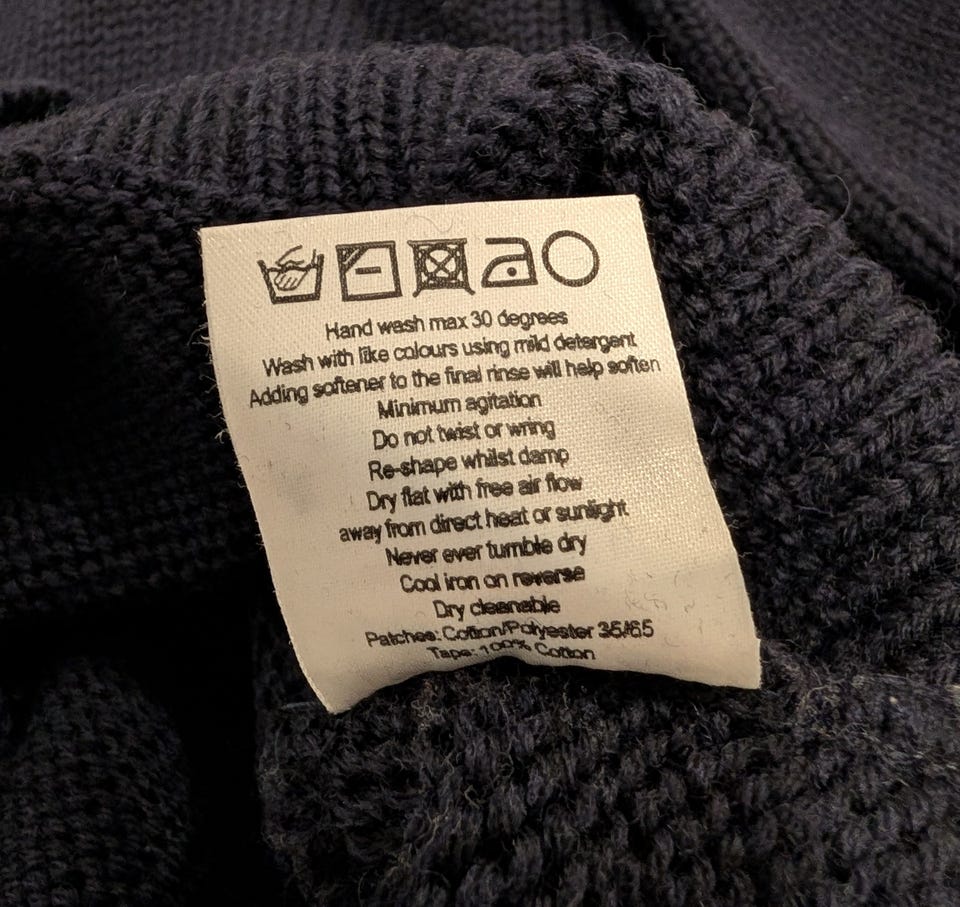 Hand wash max 30 degrees
Wash with like colours using mild detergent
Adding softener to the final rinse will help soften
Minimum agitation
Do not twist or wring
Re-shape whilst damp
Dry flat with free air flow
away from direct heat or sunlight
Never ever tumble dry
Cool iron on reverse
Dry cleanable
Patches: Cotton/Polyester 35/65
Tape: 100% Cotton